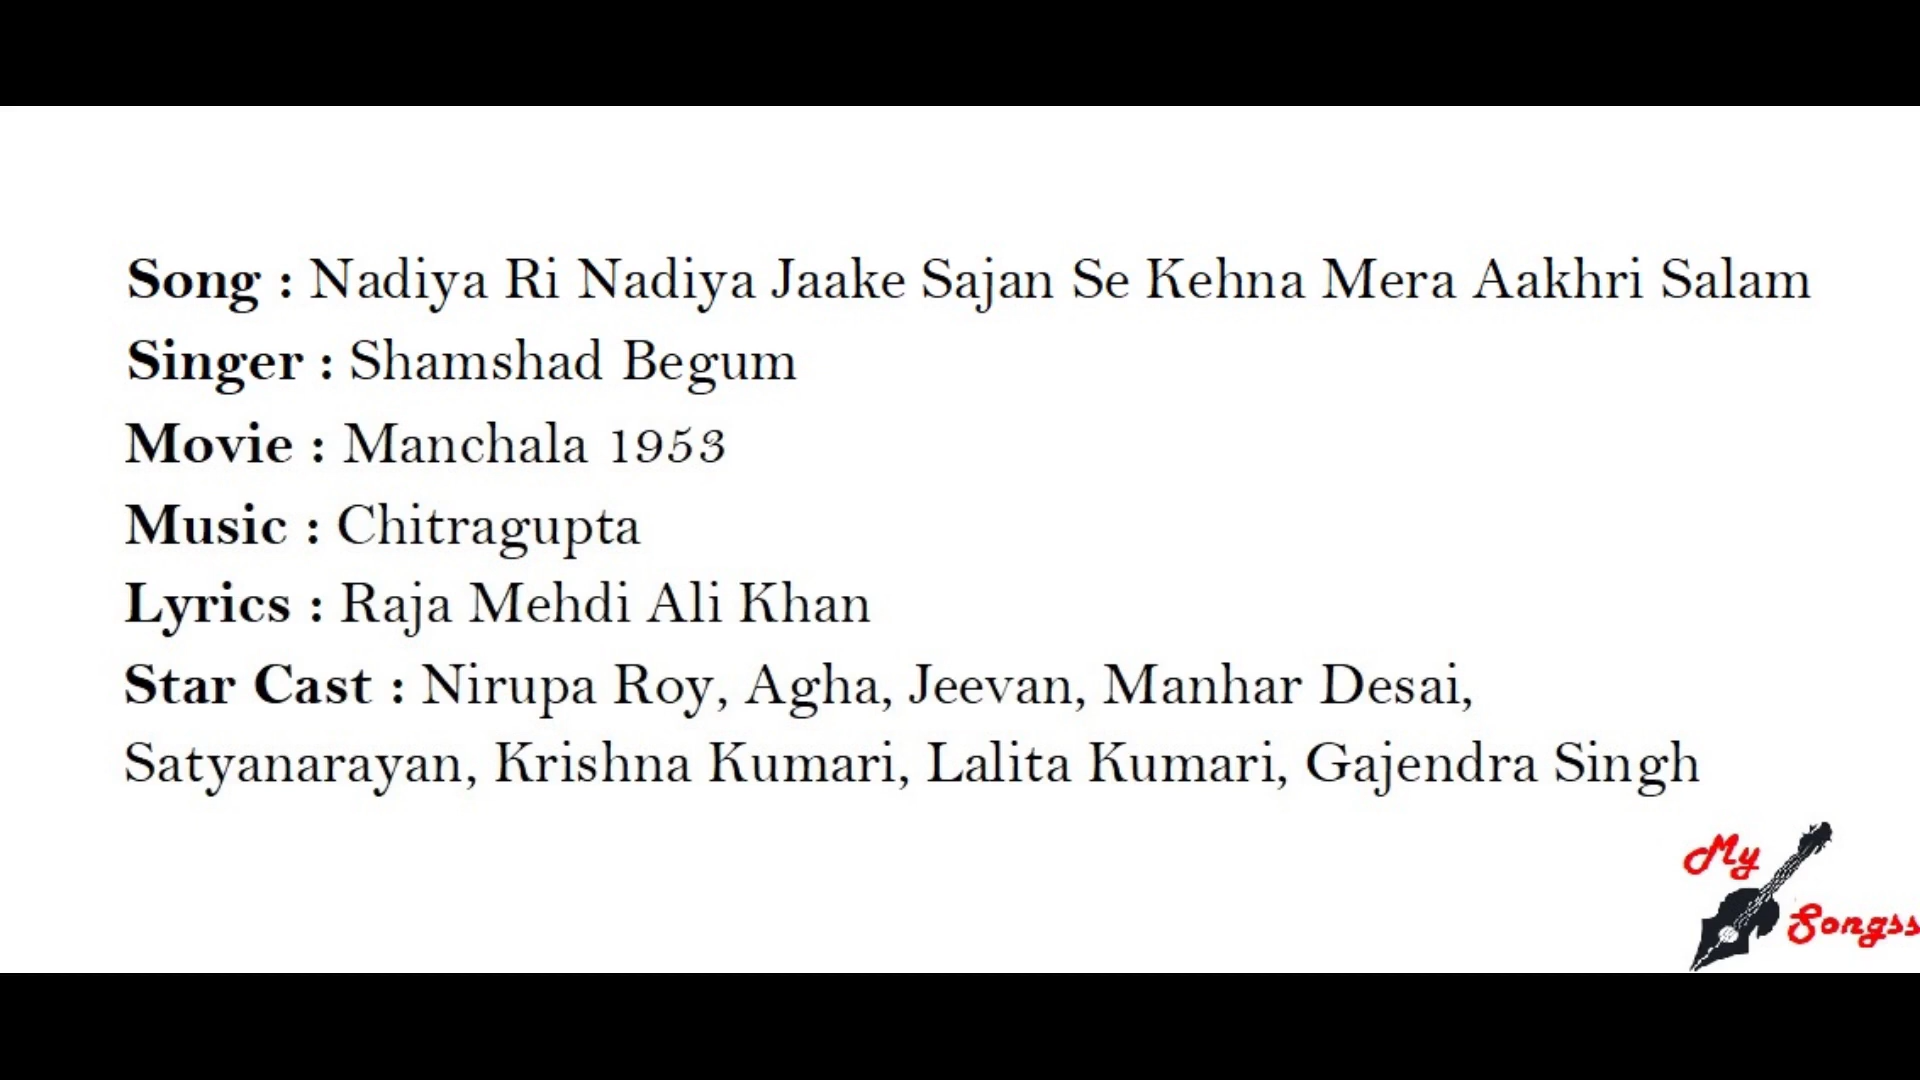 Song : Nadiya Ri Nadiya Jaake Sajan Se Kehna Mera Aakhri Salam
Singer : Shamshad Begum
Movie : Manchala 1953
Music : Chitragupta
Lyrics : Raja Mehdi Ali Khan
Star Cast : Nirupa Roy, Agha, Jeevan, Manhar Desai,
Satyanarayan, Krishna Kumari, Lalita Kumari, Gajendra Singh
My
Songss